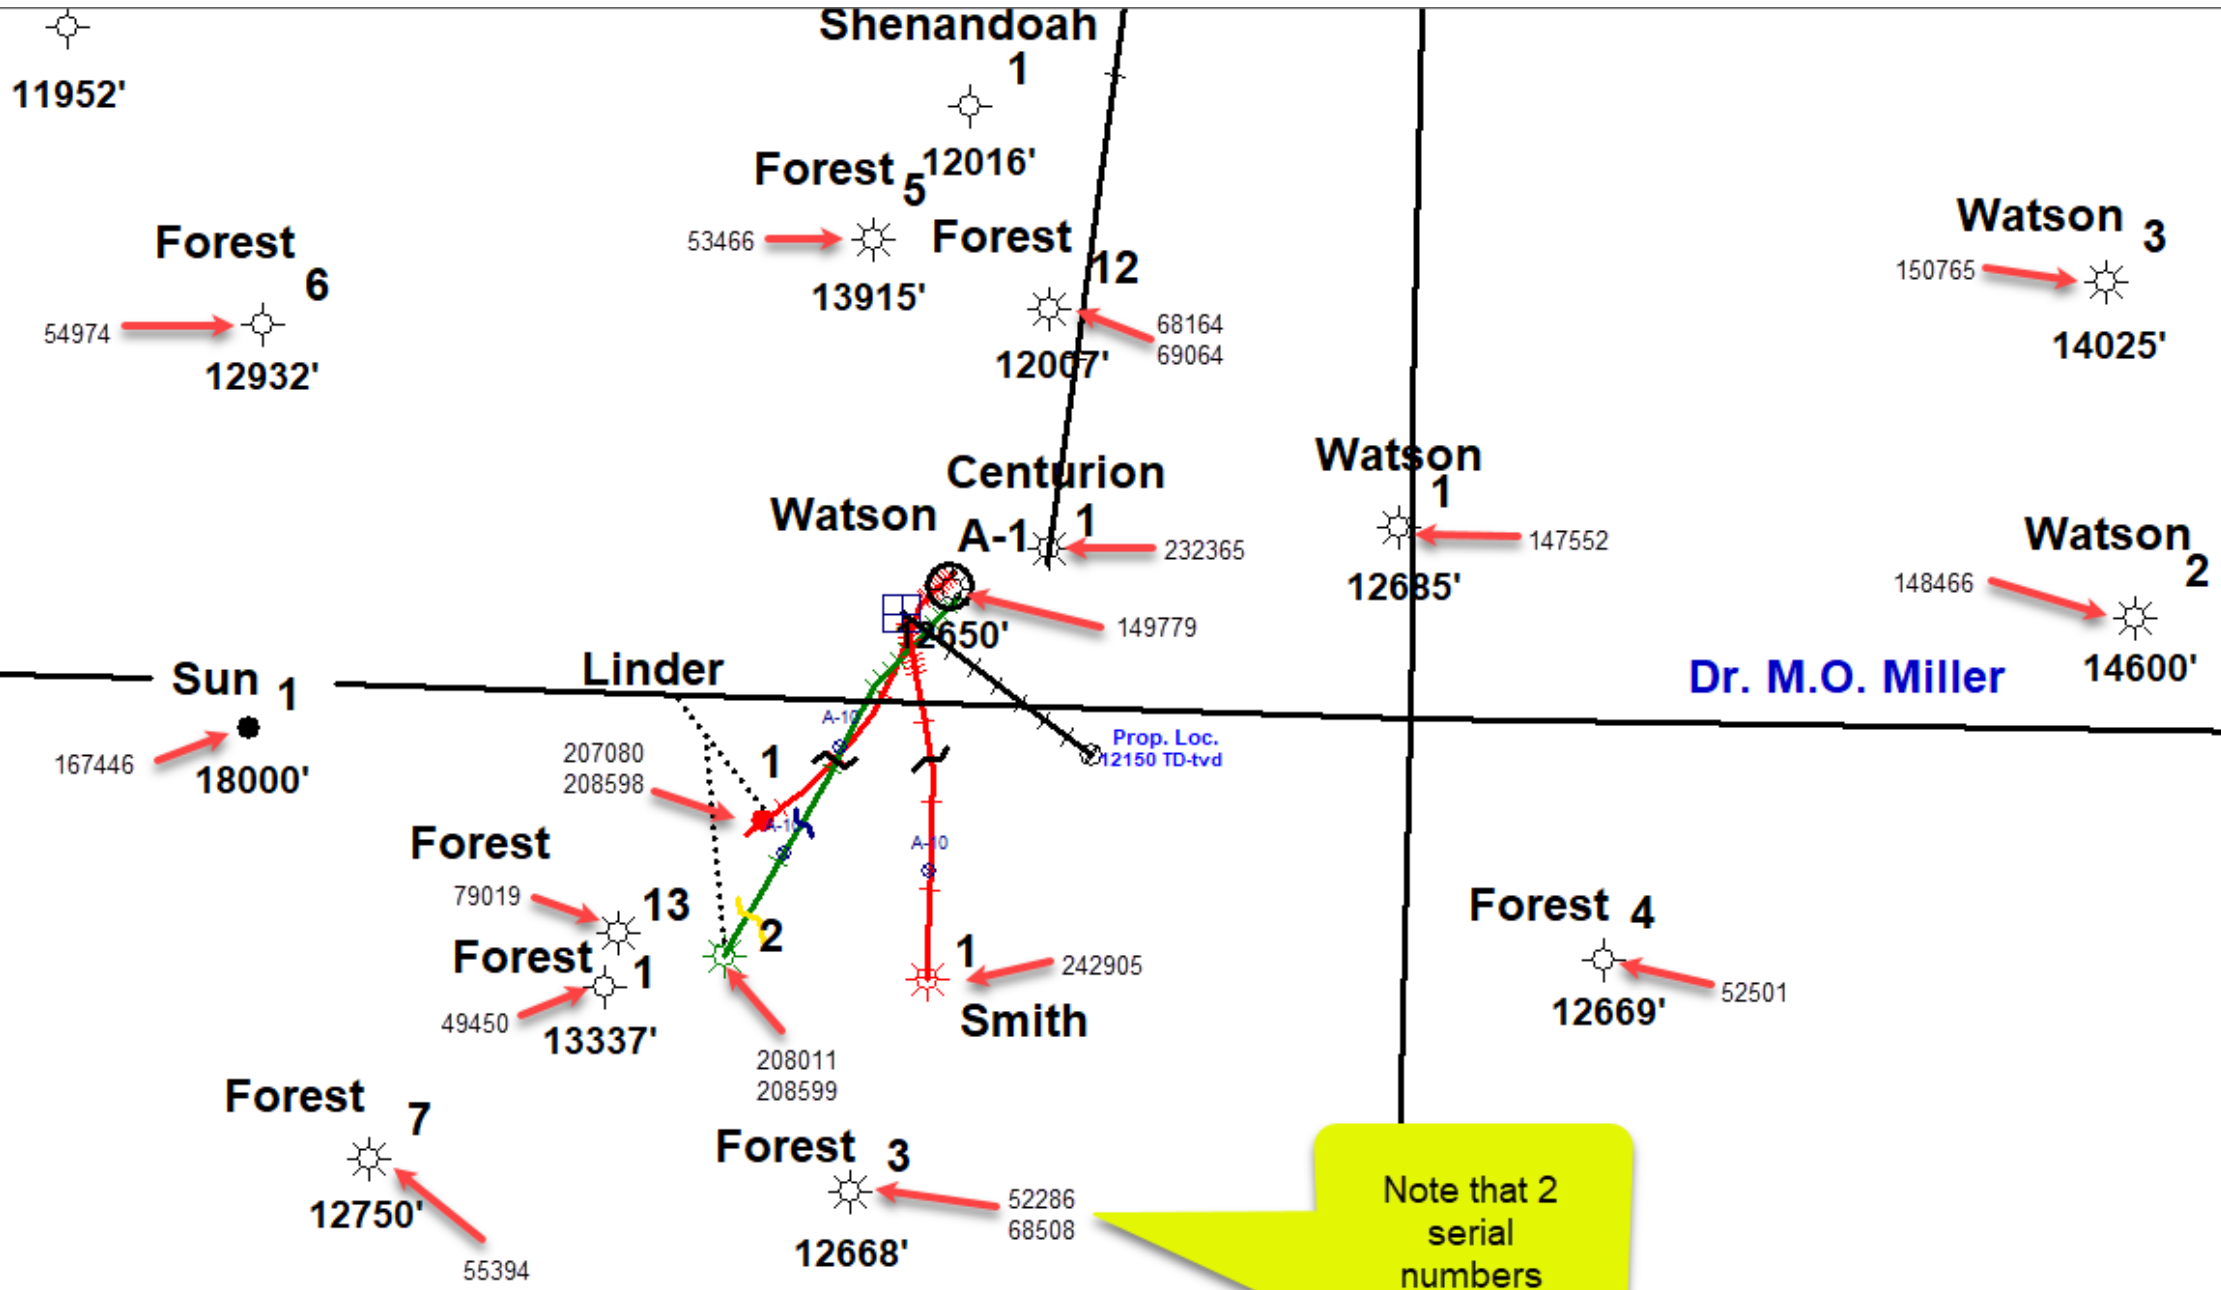 Shenandoah
1
11952'
12016'
Forest
5
53466
13915'
Forest
12
68164
69064
12007'
Forest
6
54974
12932'
Watson
3
150765
14025'
Watson
1
147552
12685'
Centurion
1
232365
Watson
A-1
149779
12650'
Watson
2
148466
14600'
Dr. M.O. Miller
Sun 1
167446
18000'
Linder
A-10
Prop. Loc.
12150 TD-tvd
1
207080
208598
A-10
A-10
Forest
79019
13
2
Forest
1
49450
13337'
1
242905
Smith
208011
208599
Forest 4
52501
12669'
Forest
7
12750'
55394
Forest 3
52286
68508
12668'
Note that 2
serial
numbers